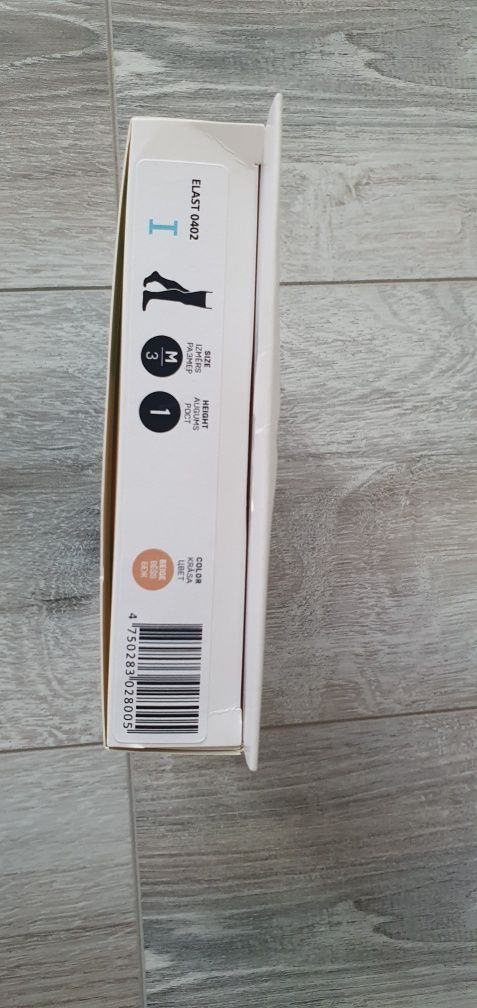 ELAST 0402
I
SIZE
IZMĒRS
РАЗМЕР
M
3
HEIGHT
AUGUMS
РОСТ
1
COLOR
KRĀSA
ЦВЕТ
BEIGE
BĒŠS
БЕЖ
4 750283 028005